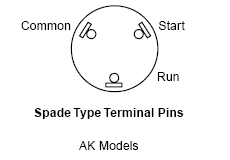 Common Start
Run
Spade Type Terminal Pins
AK Models